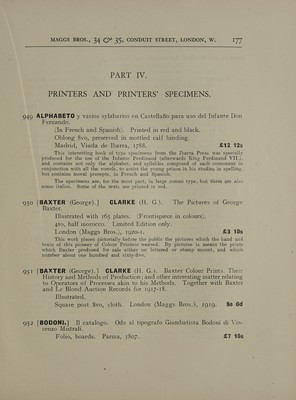 MAGGS BROS., 34 & 35, CONDUIT STREET, LONDON, W. 177
PART IV.
PRINTERS AND PRINTERS' SPECIMENS.
949 ALPHABETO y varios sylabarios en Castellaño para uso del Infante Don
Fernando.
(In French and Spanish). Printed in red and black.
Oblong 8vo, preserved in mottled calf binding.
Madrid, Viuda de Ibarra, 1788. £12 12s
This interesting book of type specimens from the Ibarra Press was specially
produced for the use of the Infante Ferdinand (afterwards King Ferdinand VII.),
and contains not only the alphabet, and syllables composed of each consonant in
conjunction with all the vowels, to assist the young prince in his studies in spelling,
but contains several precepts, in French and Spanish.
The specimens are, for the most part, in large roman type, but there are also
some italics. Some of the texts are printed in red.
950 [BAXTER (George).] CLARKE (H. G.). The Pictures of George
Baxter.
Illustrated with 163 plates. (Frontispiece in colours).
4to, half morocco. Limited Edition only.
London (Maggs Bros.), 1920-1. £3 10s
This work places pictorially before the public the pictures which the hand and
brain of this pioneer of Colour Printers weaved. By pictures is meant the prints
which Baxter produced for sale either on lettered or stamp mount, and which
number about one hundred and sixty-five.
951 [BAXTER (George).] CLARKE (H. G.). Baxter Colour Prints. Their
History and Methods of Production; and other interesting matter relating
to Operators of Processes akin to his Methods. Together with Baxter
and Le Blond Auction Records for 1917-18.
Illustrated.
Square post 8vo, cloth. London (Maggs Bros.), 1919. 8s 6d
952 [BODONI.] Il catalogo. Ode al tipografo Giambatista Bodoni di Vin-
cenzo Mistrali.
Folio, boards. Parma, 1807. £7 10s